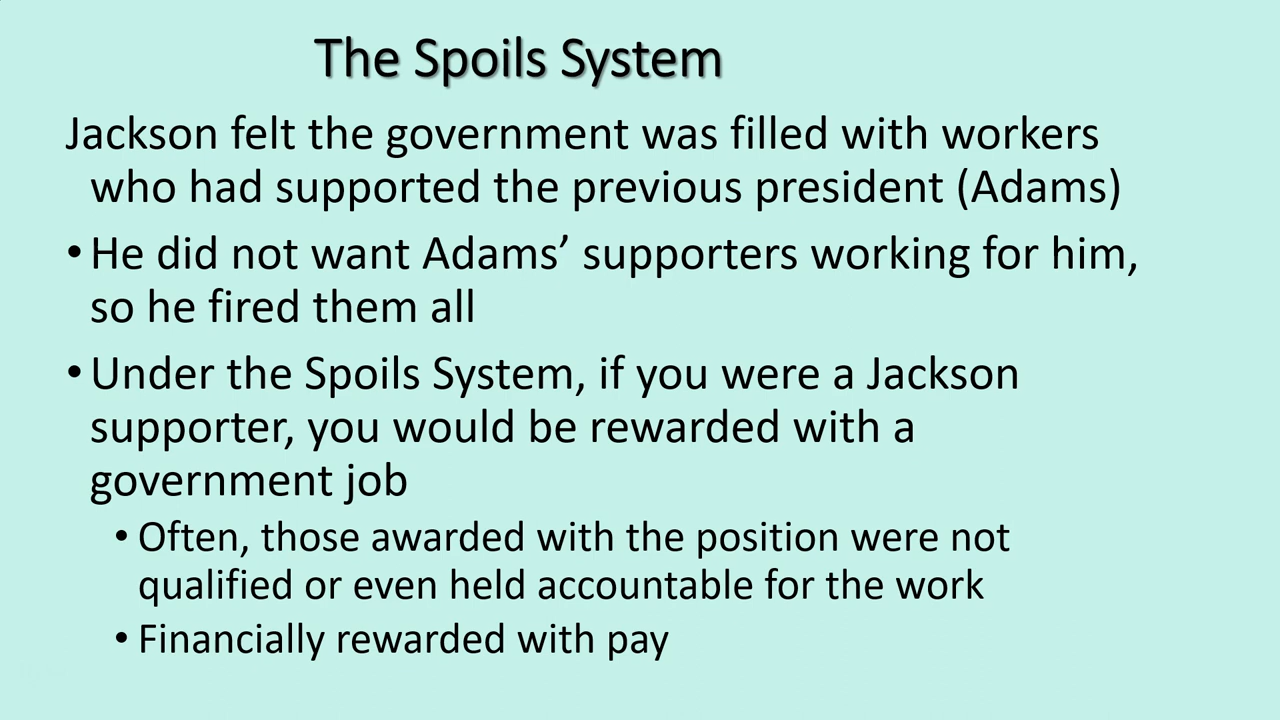 The Spoils System
Jackson felt the government was filled with workers
who had supported the previous president (Adams)
• He did not want Adams’ supporters working for him,
so he fired them all
• Under the Spoils System, if you were a Jackson
supporter, you would be rewarded with a
government job
• Often, those awarded with the position were not
qualified or even held accountable for the work
• Financially rewarded with pay